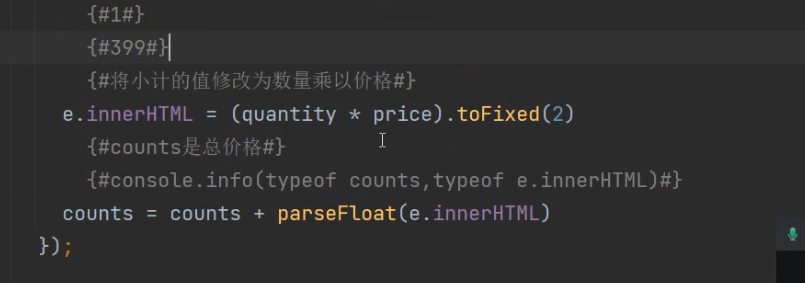 {#1#}
{#399#}
{#将小计的值修改为数量乘以价格#}
e.innerHTML = (quantity * price).toFixed(2)
{#counts是总价格#}
{#console.info(typeof counts,typeof e.innerHTML)#}
counts = counts + parseFloat(e.innerHTML)
});